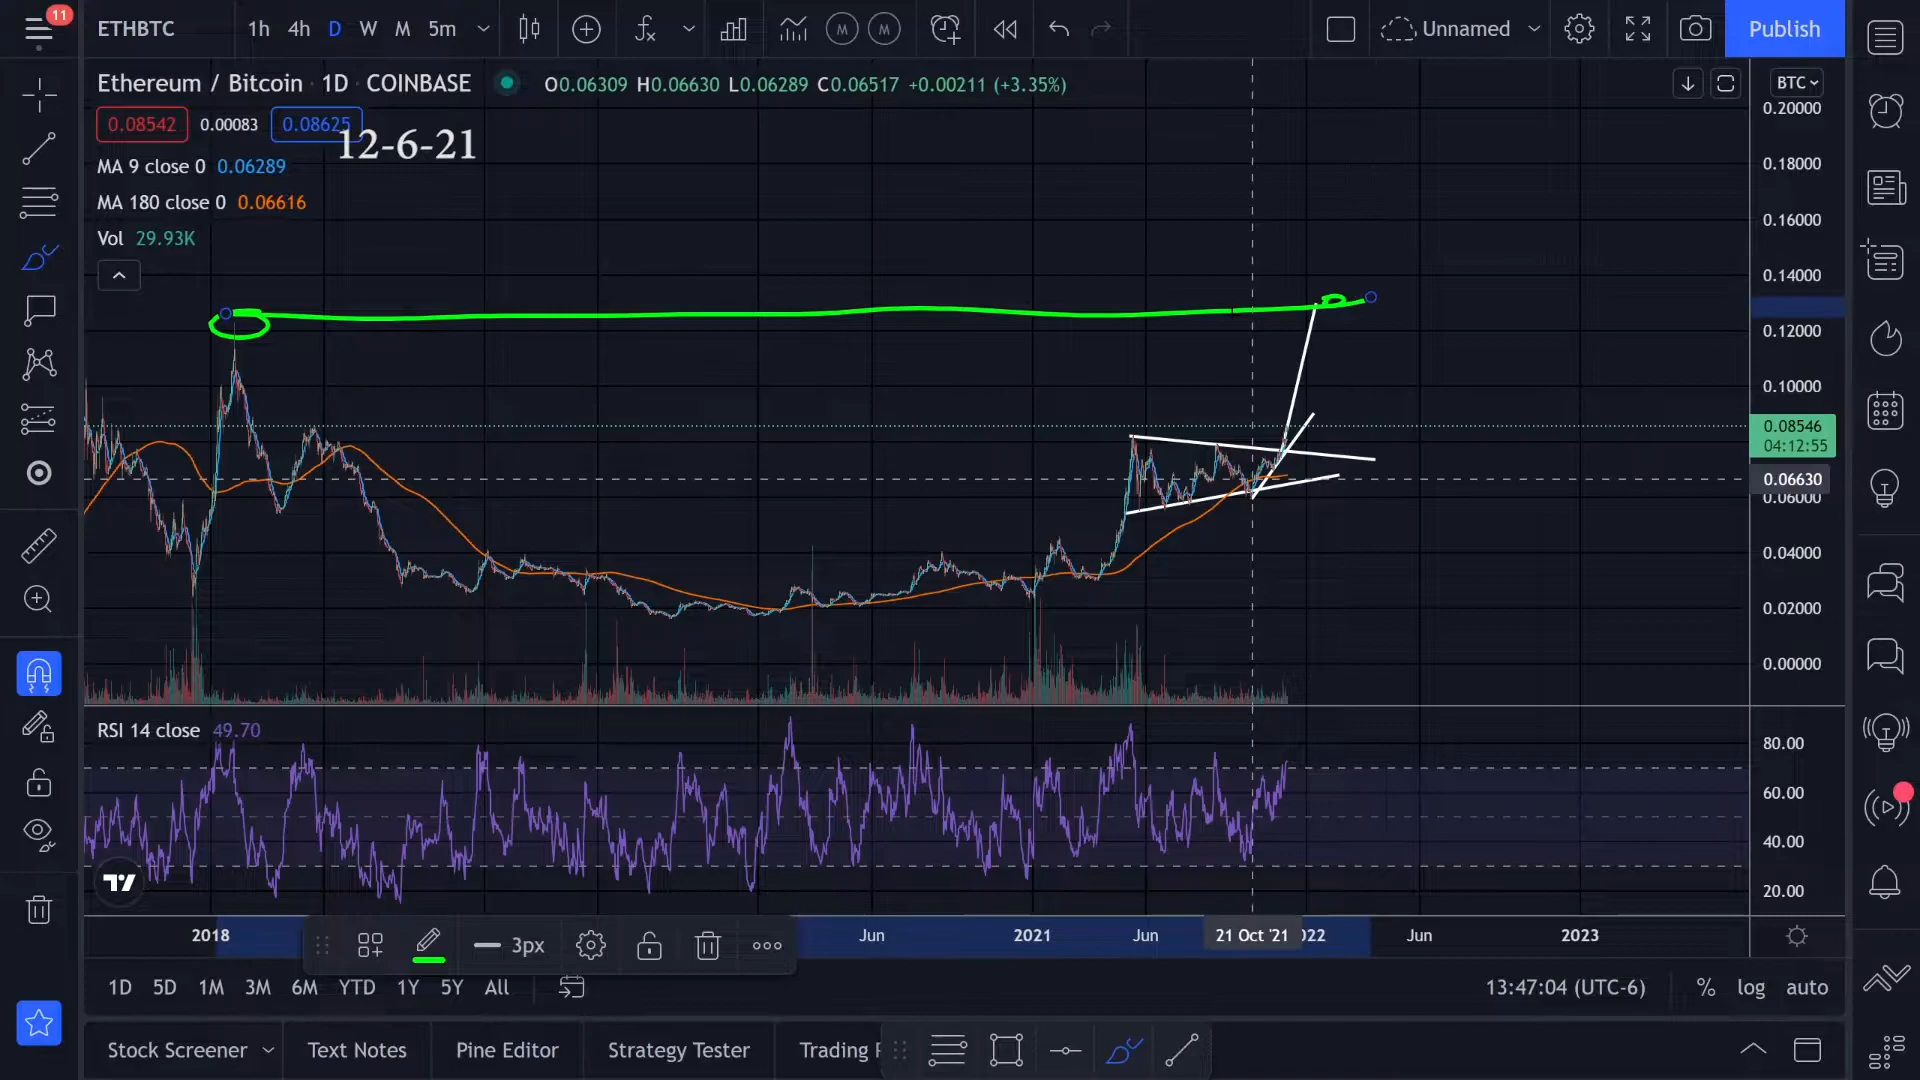 11
ETHBTC 1h 4h D W M 5m M M Unnamed Publish
Ethereum / Bitcoin · 1D · COINBASE O0.06309 H0.06630 L0.06289 C0.06517 +0.00211 (+3.35%) BTC
0.08542 0.00083 0.08625
12-6-21
MA 9 close 0 0.06289
MA 180 close 0 0.06616
Vol 29.93K
0.20000
0.18000
0.16000
0.14000
0.12000
0.10000
0.08546
04:12:55
0.06630
0.06000
0.04000
0.02000
0.00000
RSI 14 close 49.70
80.00
60.00
40.00
20.00
2018 Jun 2021 Jun 21 Oct '21 022 Jun 2023
3px
1D 5D 1M 3M 6M YTD 1Y 5Y All 13:47:04 (UTC-6) % log auto
Stock Screener Text Notes Pine Editor Strategy Tester Trading